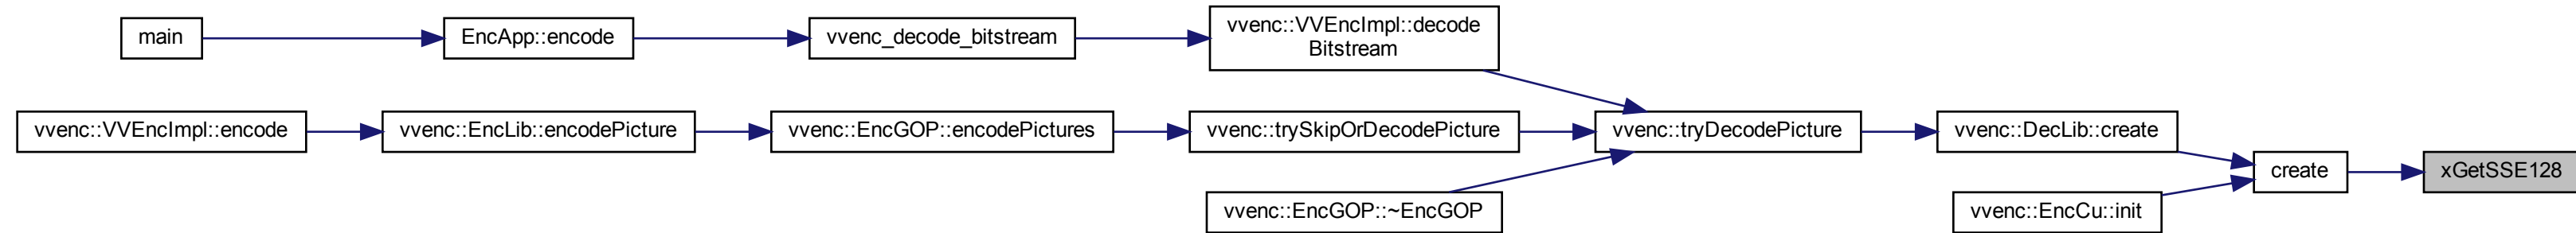 main
EncApp::encode
vvenc_decode_bitstream
vvenc::VVEncImpl::decode
Bitstream
vvenc::VVEncImpl::encode
vvenc::EncLib::encodePicture
vvenc::EncGOP::encodePictures
vvenc::trySkipOrDecodePicture
vvenc::tryDecodePicture
vvenc::DecLib::create
create
xGetSSE128
vvenc::EncGOP::~EncGOP
vvenc::EncCu::init